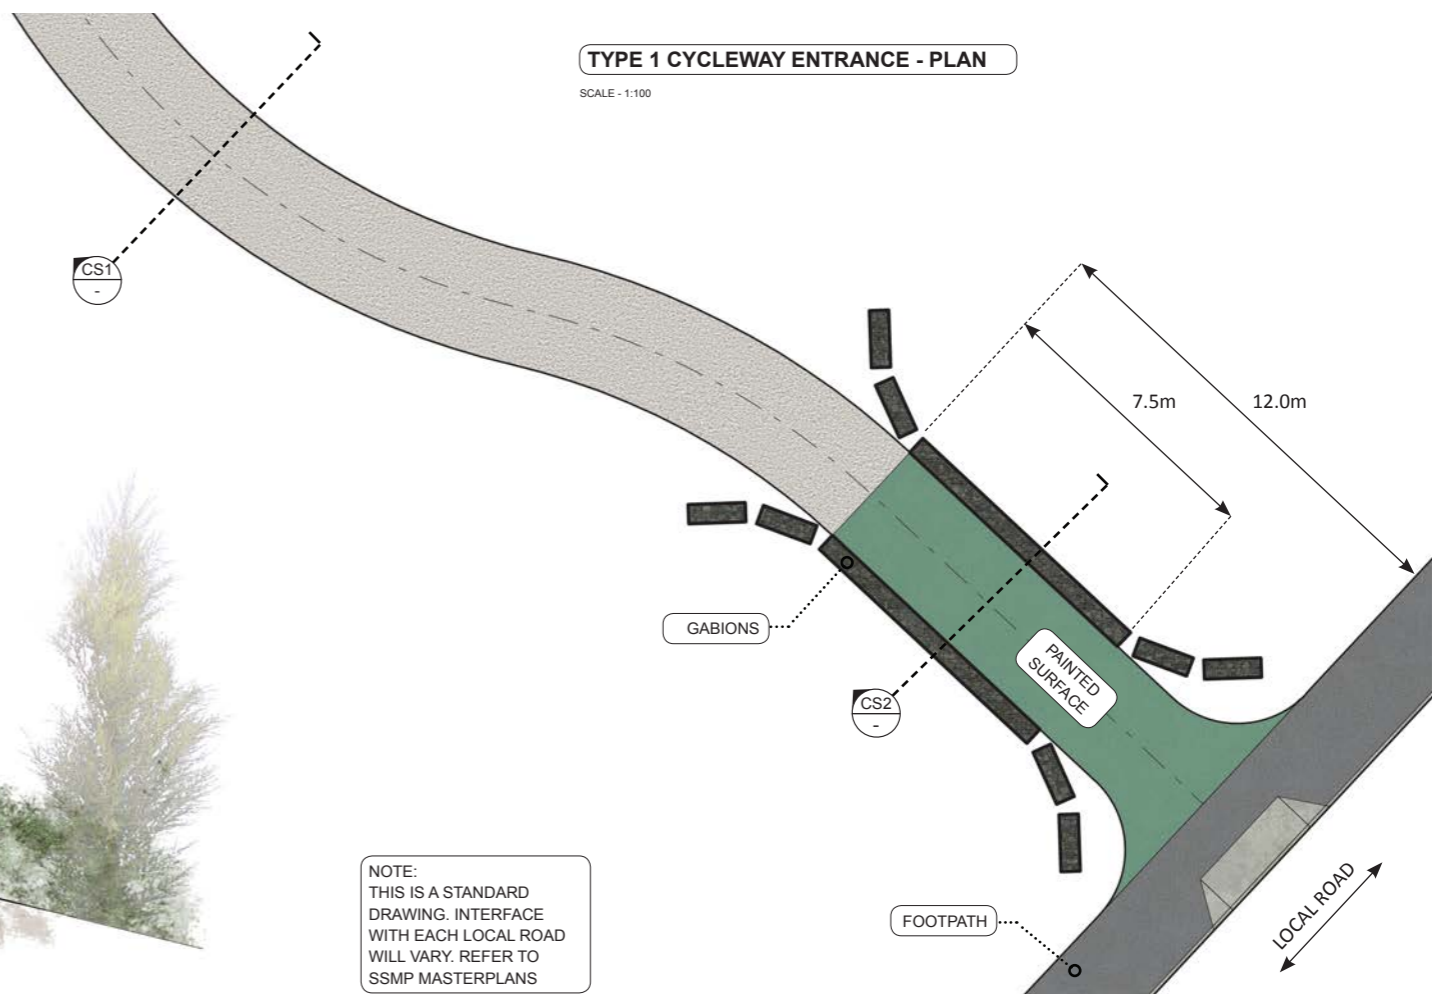 TYPE 1 CYCLEWAY ENTRANCE - PLAN
SCALE - 1:100
CS1
-
7.5m
12.0m
GABIONS
PAINTED
SURFACE
CS2
-
NOTE:
THIS IS A STANDARD
DRAWING. INTERFACE
WITH EACH LOCAL ROAD
WILL VARY. REFER TO
SSMP MASTERPLANS
FOOTPATH
LOCAL ROAD